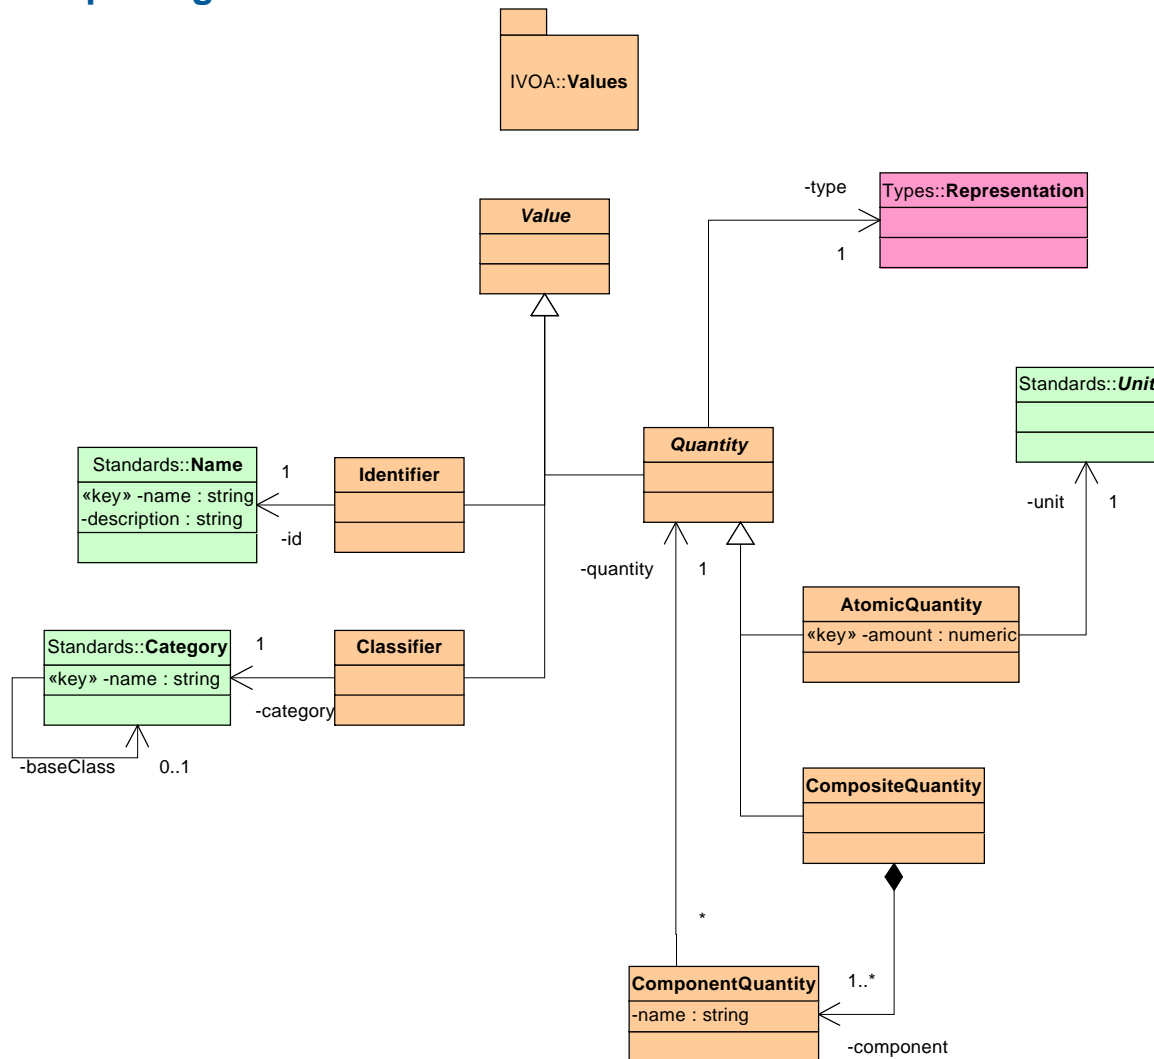 IVOA::Values
-type
Types::Representation
1
Value
Standards::Unit
Quantity
Standards::Name
«key» -name : string
-description : string
1
Identifier
-id
-unit
1
-quantity
1
AtomicQuantity
«key» -amount : numeric
Standards::Category
«key» -name : string
1
Classifier
-category
-baseClass
0..1
CompositeQuantity
*
ComponentQuantity
-name : string
1..*
-component